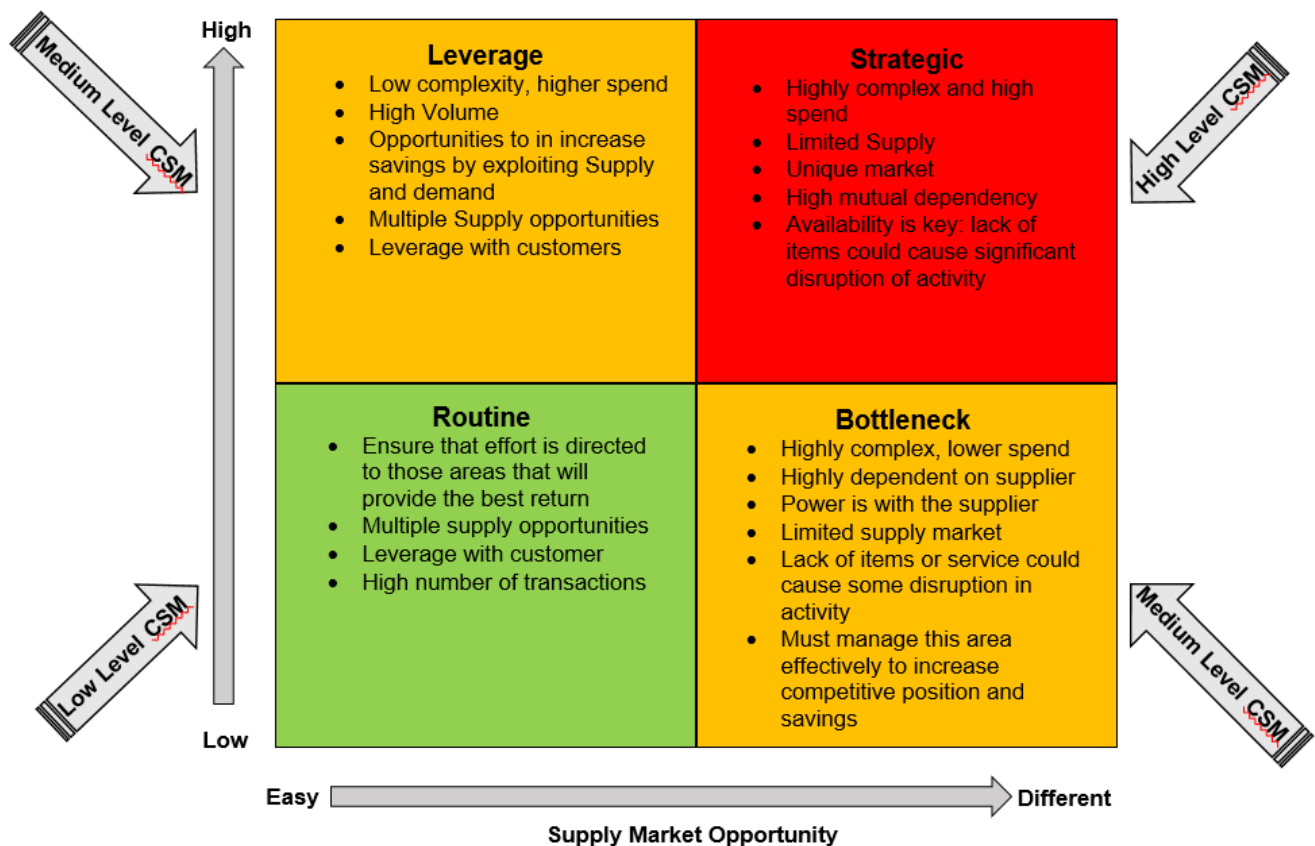 High
Medium Level CSM
Low Level CSM
Low
Leverage
• Low complexity, higher spend
• High Volume
• Opportunities to in increase
savings by exploiting Supply
and demand
• Multiple Supply opportunities
• Leverage with customers
Strategic
• Highly complex and high
spend
• Limited Supply
• Unique market
• High mutual dependency
• Availability is key: lack of
items could cause significant
disruption of activity
High Level CSM
Routine
• Ensure that effort is directed
to those areas that will
provide the best return
• Multiple supply opportunities
• Leverage with customer
• High number of transactions
Bottleneck
• Highly complex, lower spend
• Highly dependent on supplier
• Power is with the supplier
• Limited supply market
• Lack of items or service could
cause some disruption in
activity
• Must manage this area
effectively to increase
competitive position and
savings
Medium Level CSM
Easy
Different
Supply Market Opportunity